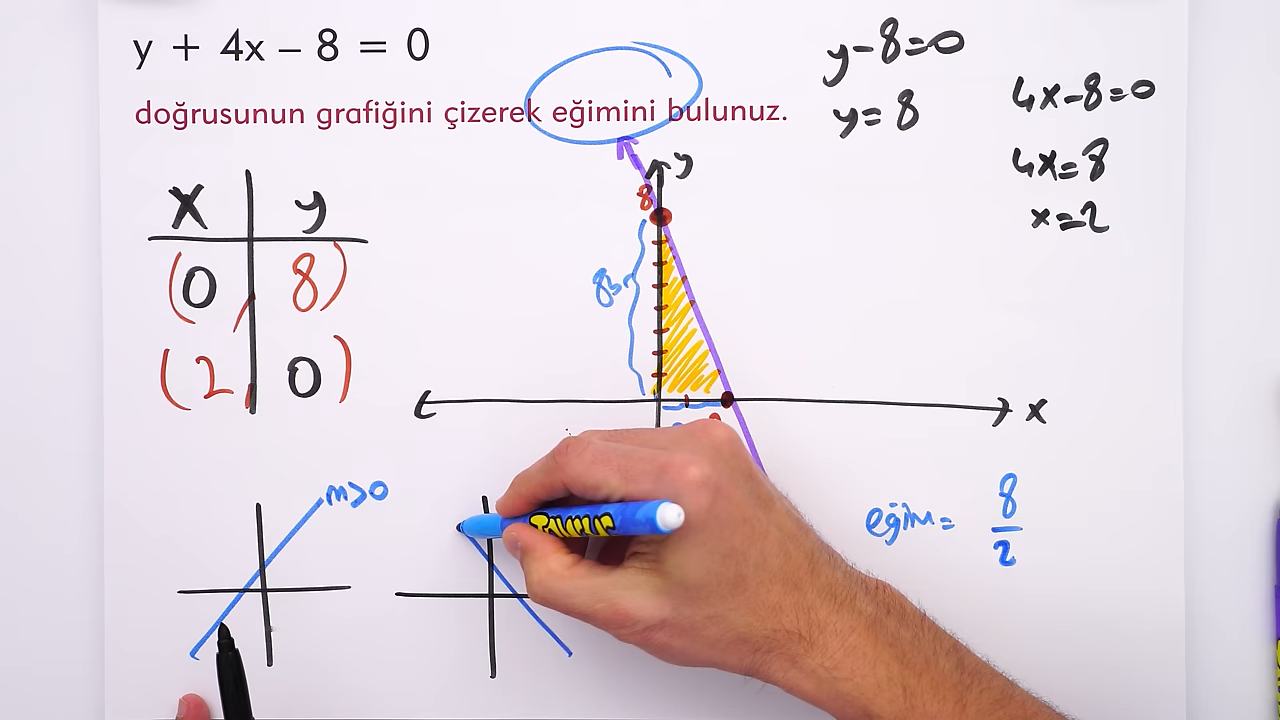 y + 4x – 8 = 0
doğrusunun grafiğini çizerek eğimini bulunuz.
y-8=0
y=8
4x-8=0
4x=8
x=2
x y
(0, 8)
(2, 0)
y
8
8br
x
m>0
eğim= 8/2